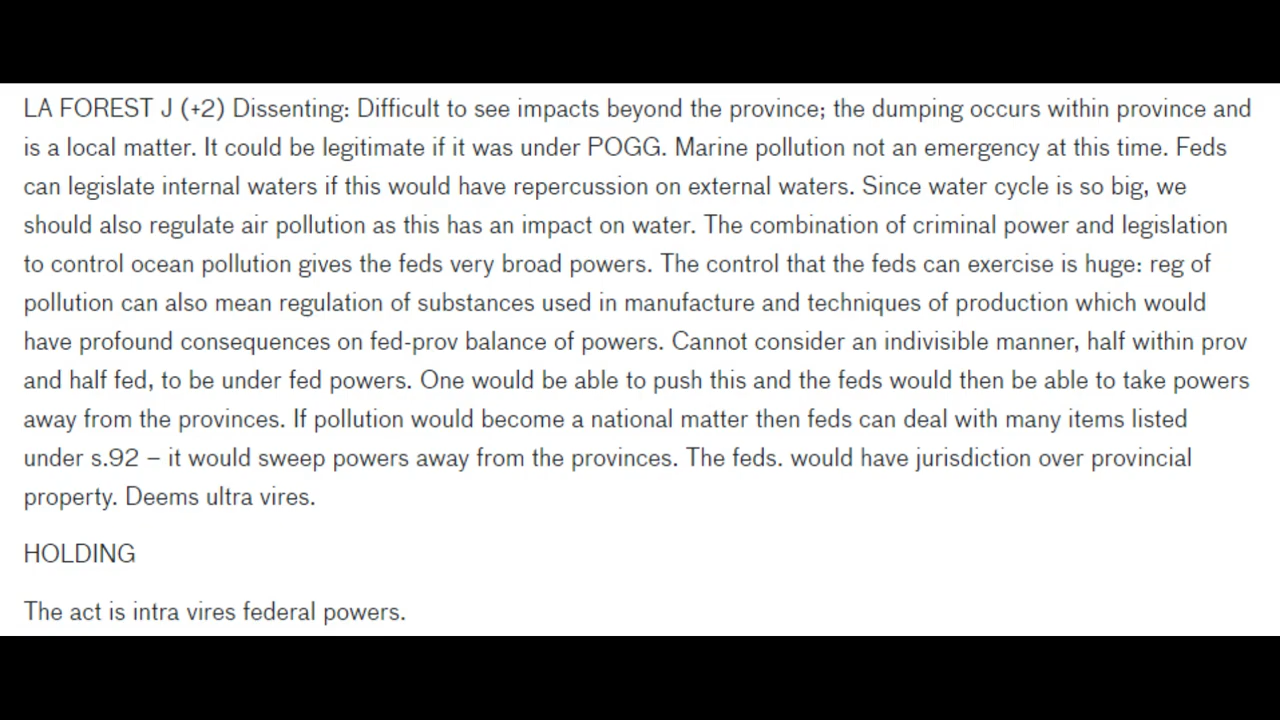 LA FOREST J (+2) Dissenting: Difficult to see impacts beyond the province; the dumping occurs within province and
is a local matter. It could be legitimate if it was under POGG. Marine pollution not an emergency at this time. Feds
can legislate internal waters if this would have repercussion on external waters. Since water cycle is so big, we
should also regulate air pollution as this has an impact on water. The combination of criminal power and legislation
to control ocean pollution gives the feds very broad powers. The control that the feds can exercise is huge: reg of
pollution can also mean regulation of substances used in manufacture and techniques of production which would
have profound consequences on fed-prov balance of powers. Cannot consider an indivisible manner, half within prov
and half fed, to be under fed powers. One would be able to push this and the feds would then be able to take powers
away from the provinces. If pollution would become a national matter then feds can deal with many items listed
under s.92 – it would sweep powers away from the provinces. The feds. would have jurisdiction over provincial
property. Deems ultra vires.
HOLDING
The act is intra vires federal powers.